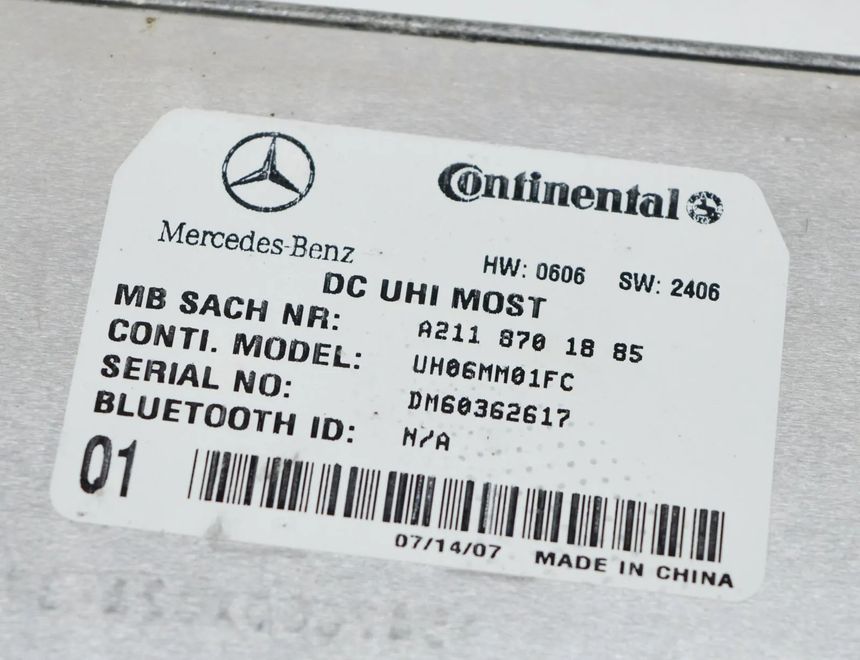 Mercedes-Benz
Continental
HW: 0606 SW: 2406
DC UHI MOST
MB SACH NR: A211 870 18 85
CONTI. MODEL: UH06MM01FC
SERIAL NO: DM60362617
BLUETOOTH ID: N/A
01
07/14/07 MADE IN CHINA